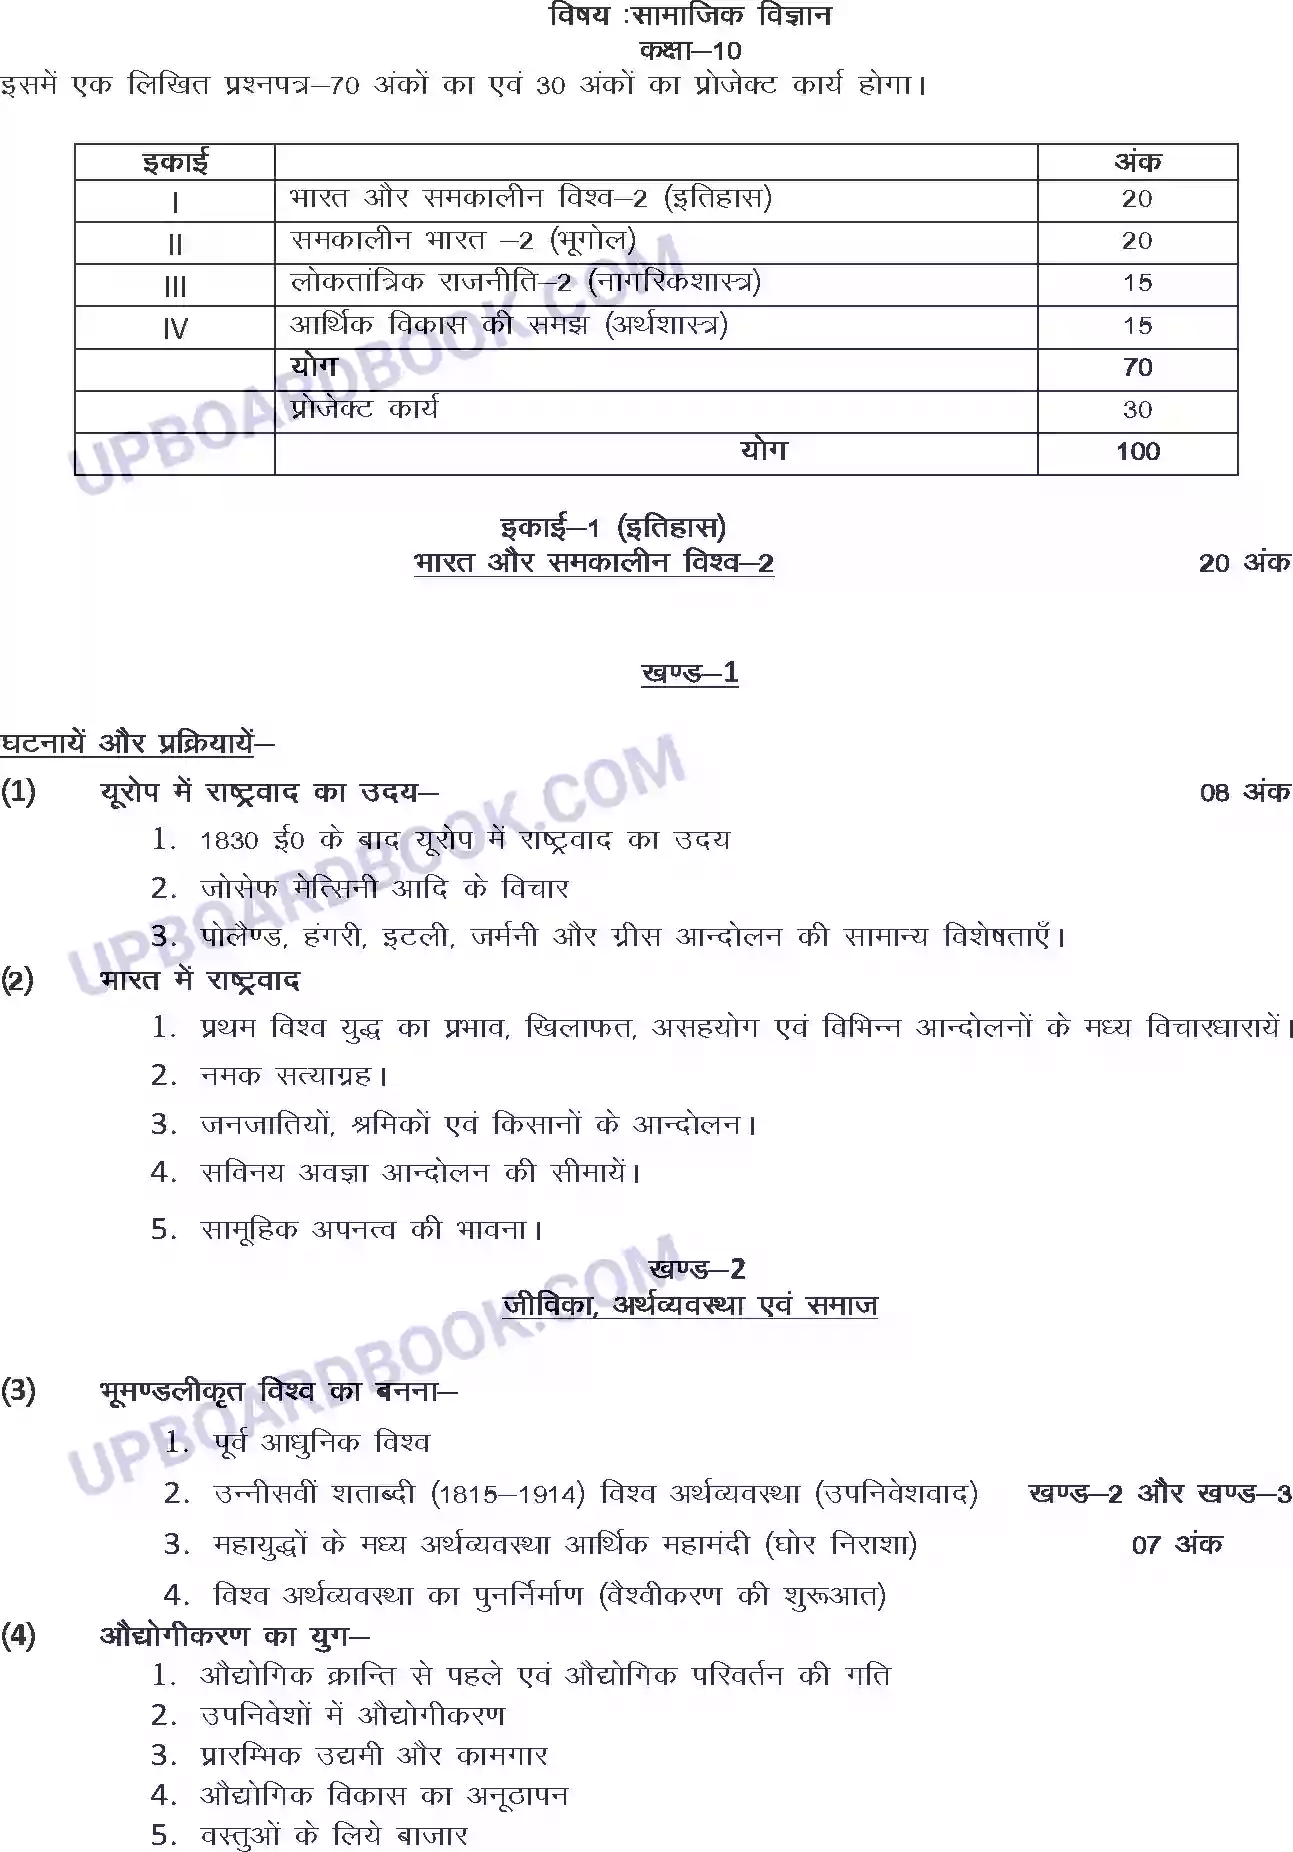 विषय :सामाजिक विज्ञान
कक्षा–10
इसमें एक लिखित प्रश्नपत्र–70 अंकों का एवं 30 अंकों का प्रोजेक्ट कार्य होगा।
इकाई अंक
I भारत और समकालीन विश्व–2 (इतिहास) 20
II समकालीन भारत –2 (भूगोल) 20
III लोकतांत्रिक राजनीति–2 (नागरिकशास्त्र) 15
IV आर्थिक विकास की समझ (अर्थशास्त्र) 15
योग 70
प्रोजेक्ट कार्य 30
योग 100
UPBOARDBOOK.COM
इकाई–1 (इतिहास)
भारत और समकालीन विश्व–2 20 अंक
खण्ड–1
घटनायें और प्रक्रियायें–
(1) यूरोप में राष्ट्रवाद का उदय– 08 अंक
1. 1830 ई0 के बाद यूरोप में राष्ट्रवाद का उदय
2. जोसेफ मेत्सिनी आदि के विचार
3. पोलैण्ड, हंगरी, इटली, जर्मनी और ग्रीस आन्दोलन की सामान्य विशेषताएँ।
UPBOARDBOOK.COM
(2) भारत में राष्ट्रवाद
1. प्रथम विश्व युद्ध का प्रभाव, खिलाफत, असहयोग एवं विभिन्न आन्दोलनों के मध्य विचारधारायें।
2. नमक सत्याग्रह।
3. जनजातियों, श्रमिकों एवं किसानों के आन्दोलन।
4. सविनय अवज्ञा आन्दोलन की सीमायें।
5. सामूहिक अपनत्व की भावना।
खण्ड–2
जीविका, अर्थव्यवस्था एवं समाज
UPBOARDBOOK.COM
(3) भूमण्डलीकृत विश्व का बनना–
1. पूर्व आधुनिक विश्व
2. उन्नीसवीं शताब्दी (1815–1914) विश्व अर्थव्यवस्था (उपनिवेशवाद) खण्ड–2 और खण्ड–3
3. महायुद्धों के मध्य अर्थव्यवस्था आर्थिक महामंदी (घोर निराशा) 07 अंक
4. विश्व अर्थव्यवस्था का पुनर्निर्माण (वैश्वीकरण की शुरूआत)
(4) औद्योगीकरण का युग–
1. औद्योगिक क्रान्ति से पहले एवं औद्योगिक परिवर्तन की गति
2. उपनिवेशों में औद्योगीकरण
3. प्रारम्भिक उद्यमी और कामगार
4. औद्योगिक विकास का अनूठापन
5. वस्तुओं के लिये बाजार